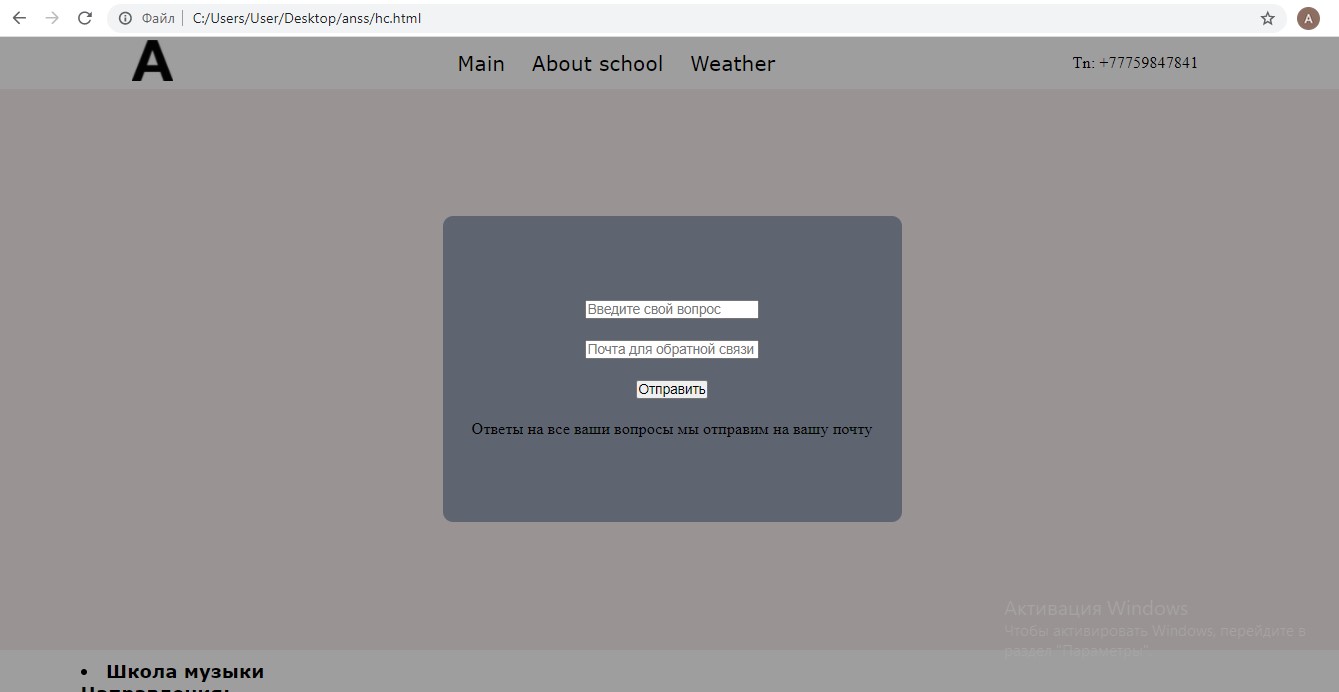 Файл C:/Users/User/Desktop/anss/hc.html
A
A Main About school Weather Tn: +77759847841
Введите свой вопрос
Почта для обратной связи
Отправить
Ответы на все ваши вопросы мы отправим на вашу почту
Активация Windows
Чтобы активировать Windows, перейдите в
раздел "Параметры"
• Школа музыки
Направления: